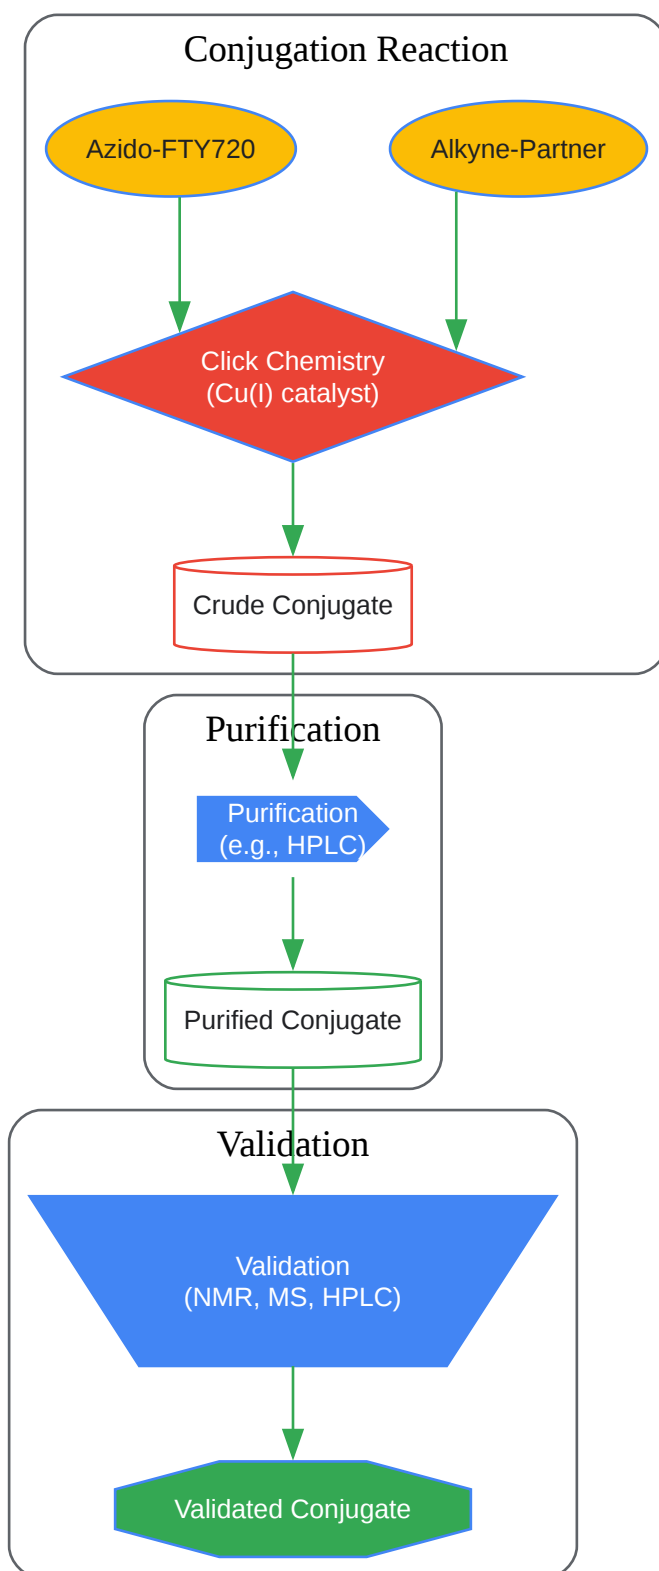 Conjugation Reaction
Azido-FTY720
Alkyne-Partner
Click Chemistry
(Cu(I) catalyst)
Crude Conjugate
Purification
Purification
(e.g., HPLC)
Purified Conjugate
Validation
Validation
(NMR, MS, HPLC)
Validated Conjugate